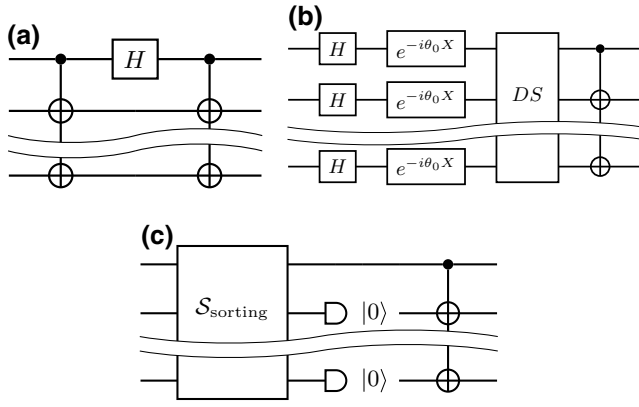 (a)
H
(b)
H e^{-iθ_0 X}
H e^{-iθ_0 X}
DS
H e^{-iθ_0 X}
(c)
𝒮_sorting
|0⟩
|0⟩